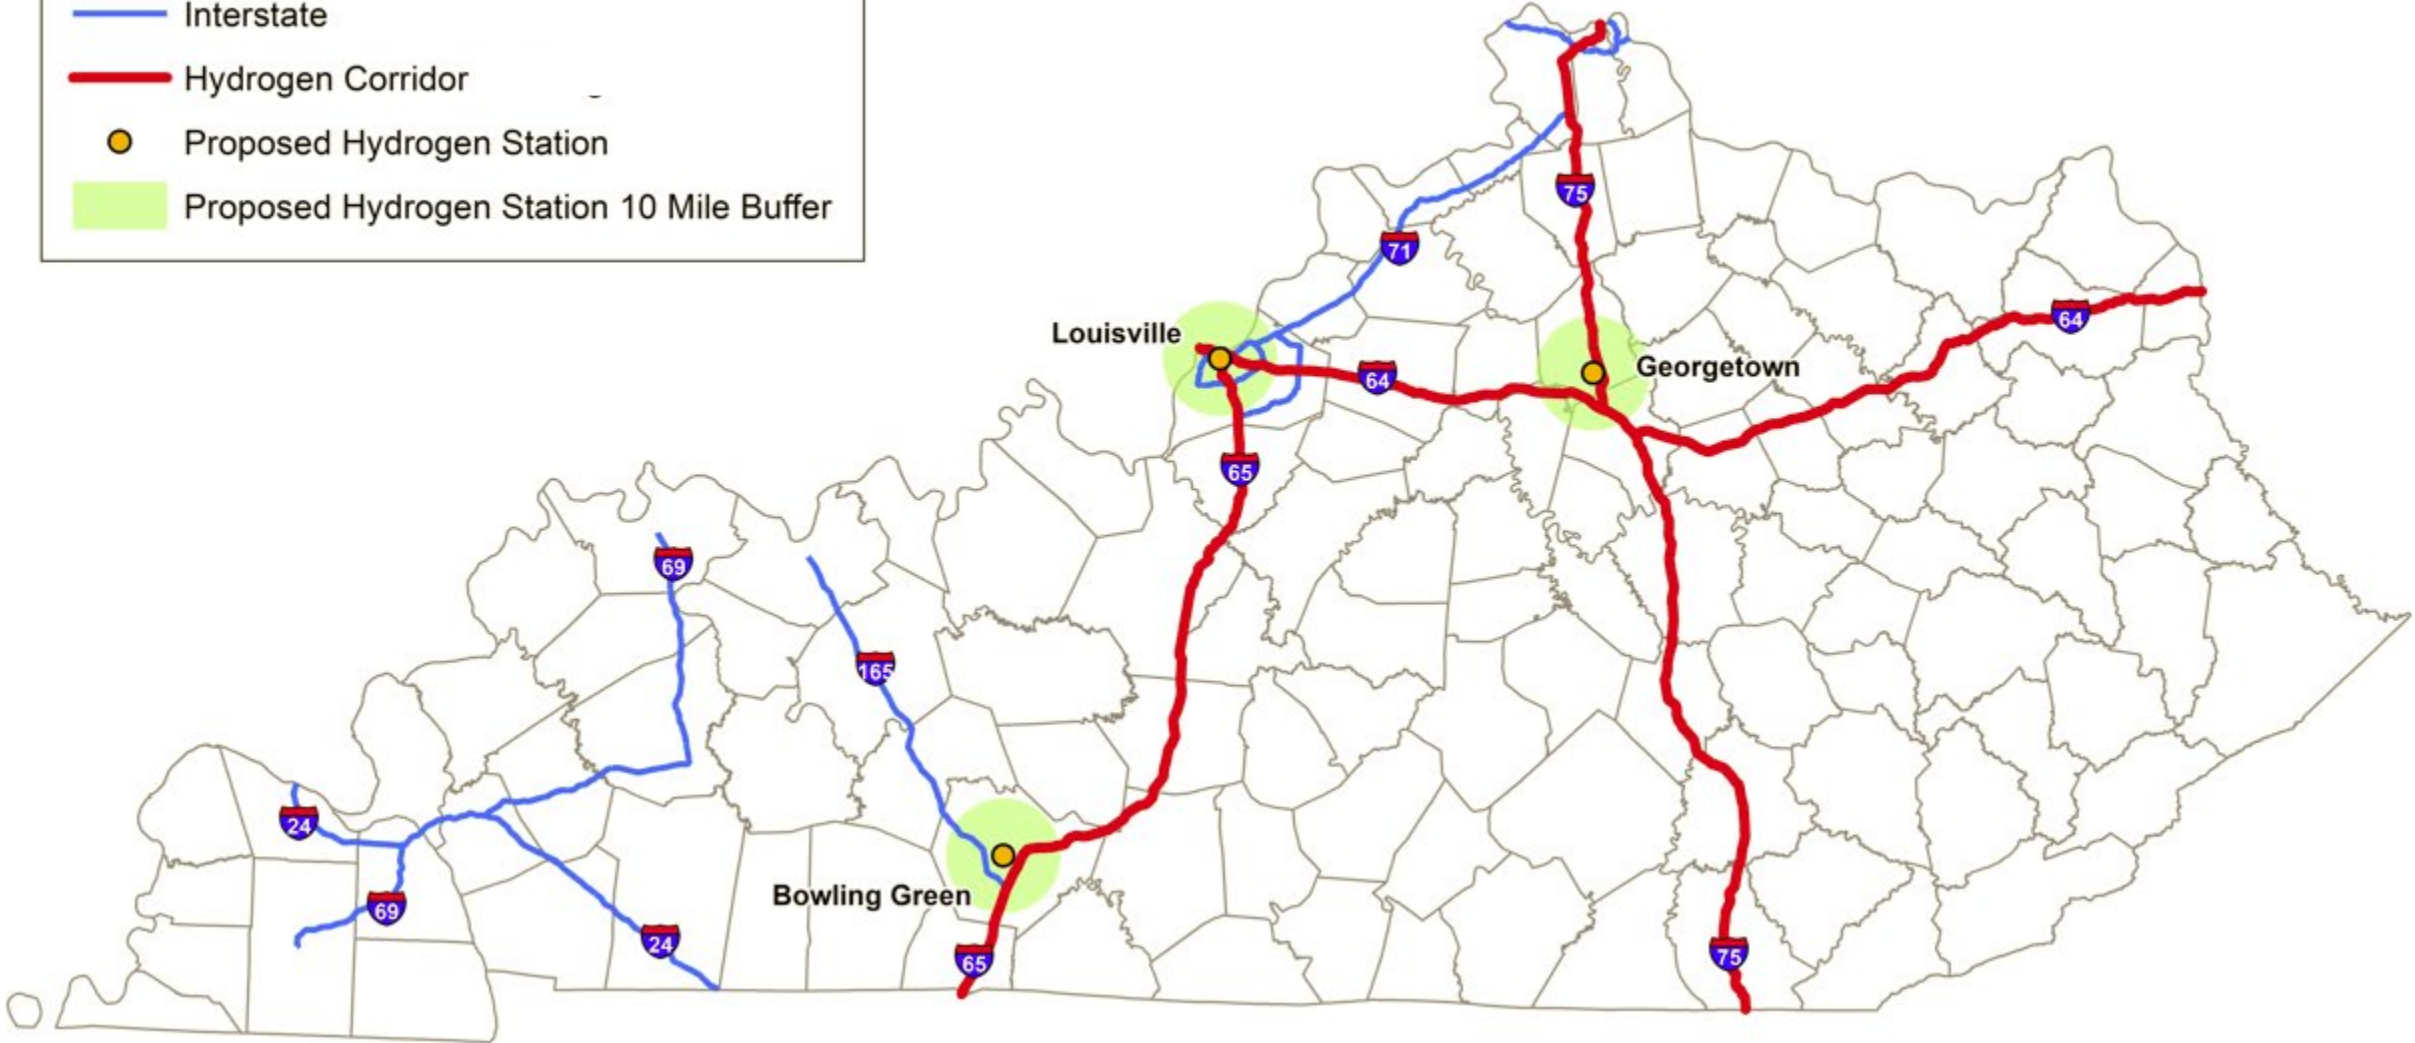 Interstate
Hydrogen Corridor
Proposed Hydrogen Station
Proposed Hydrogen Station 10 Mile Buffer
75
71
Louisville
64
64
Georgetown
65
69
165
24
69
Bowling Green
24
65
75